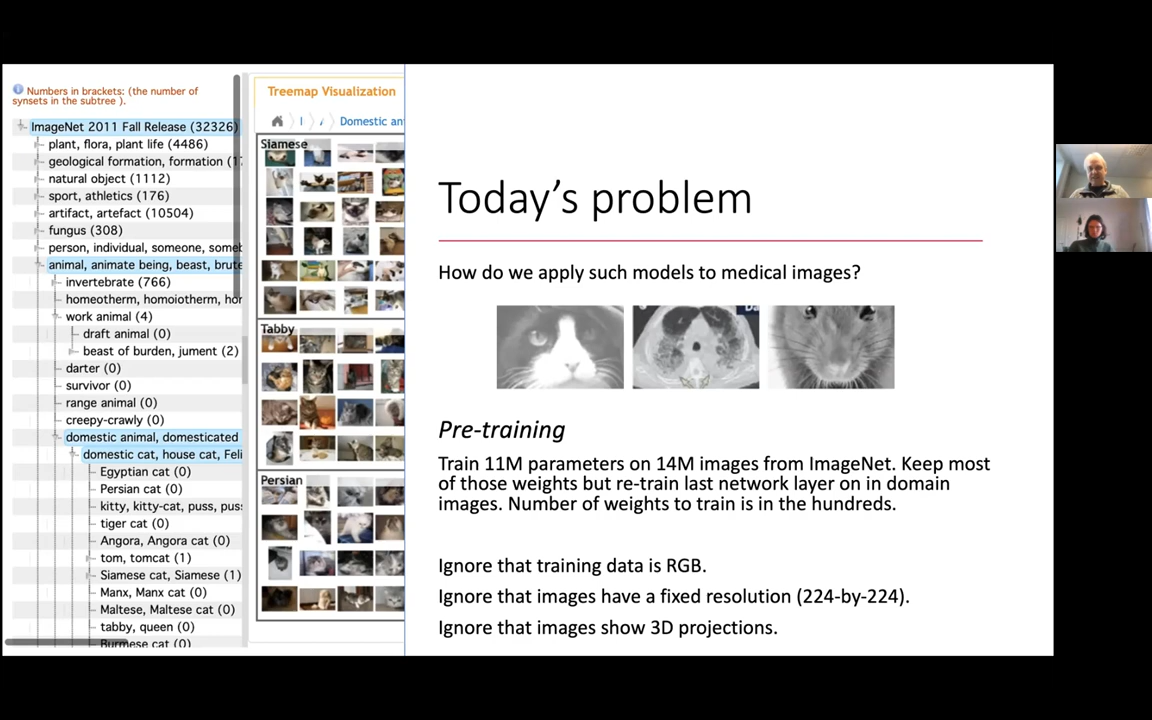 Numbers in brackets: (the number of
synsets in the subtree ).
ImageNet 2011 Fall Release (32326)
plant, flora, plant life (4486)
geological formation, formation (1
natural object (1112)
sport, athletics (176)
artifact, artefact (10504)
fungus (308)
person, individual, someone, some
animal, animate being, beast, brute
invertebrate (766)
homeotherm, homoiotherm, ho
work animal (4)
draft animal (0)
beast of burden, jument (2)
darter (0)
survivor (0)
range animal (0)
creepy-crawly (0)
domestic animal, domesticated
domestic cat, house cat, Feli
Egyptian cat (0)
Persian cat (0)
kitty, kitty-cat, puss, pus
tiger cat (0)
Angora, Angora cat (0)
tom, tomcat (1)
Siamese cat, Siamese (1)
Manx, Manx cat (0)
Maltese, Maltese cat (0)
tabby, queen (0)
Burmese cat (0)
Treemap Visualization
Domestic an
Siamese
Tabby
Persian
Today's problem
How do we apply such models to medical images?
Pre-training
Train 11M parameters on 14M images from ImageNet. Keep most
of those weights but re-train last network layer on in domain
images. Number of weights to train is in the hundreds.
Ignore that training data is RGB.
Ignore that images have a fixed resolution (224-by-224).
Ignore that images show 3D projections.